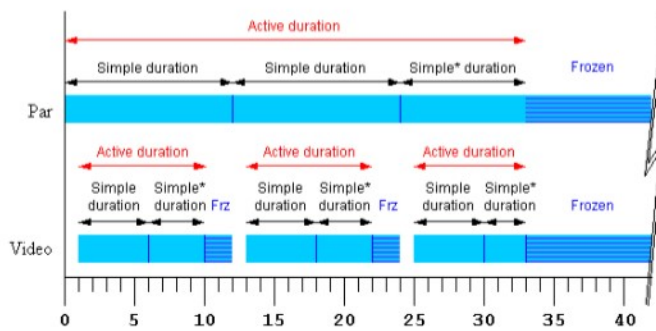 Active duration
Simple duration Simple duration Simple* duration Frozen
Par
Active duration Active duration Active duration
Simple Simple* Simple Simple* Simple Simple*
duration duration Frz duration duration Frz duration duration Frozen
Video
0 5 10 15 20 25 30 35 40